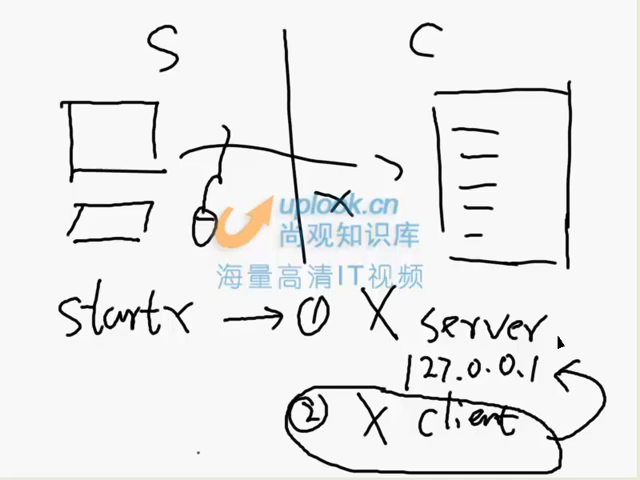 S C
X
uplook.cn
尚观知识库
海量高清IT视频
startx → ① X server
127.0.0.1
② X client